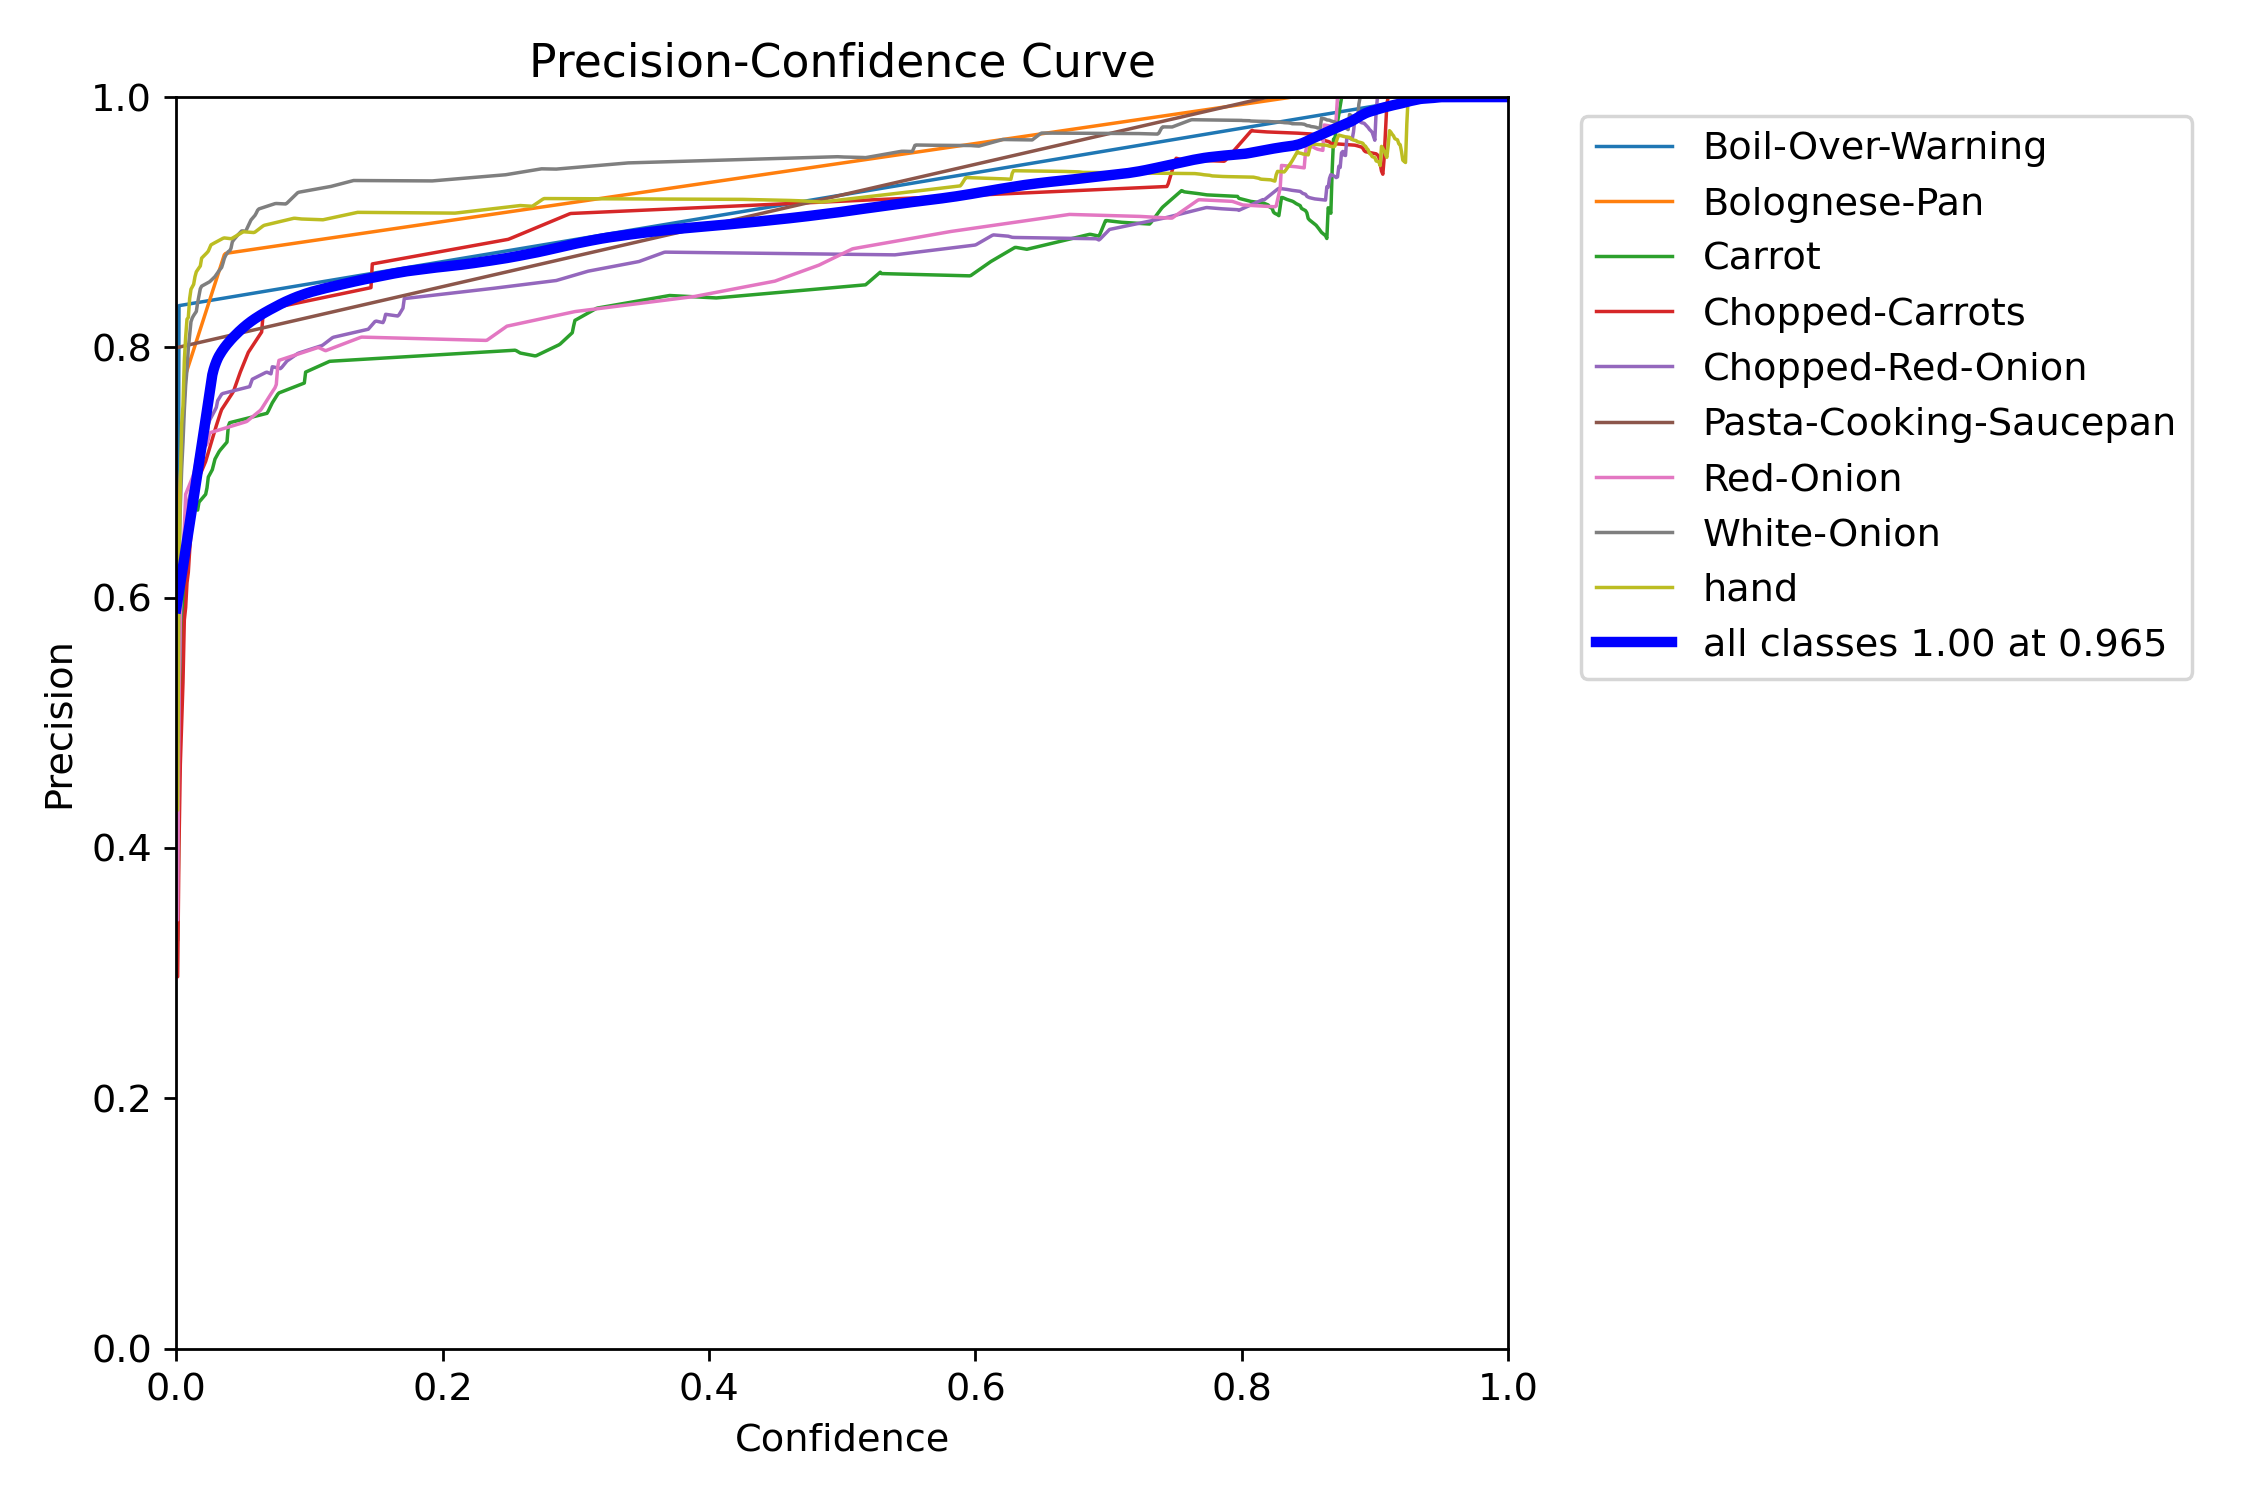 Precision-Confidence Curve
1.0
0.8
0.6
0.4
0.2
0.0
Precision
0.0 0.2 0.4 0.6 0.8 1.0
Confidence
Boil-Over-Warning
Bolognese-Pan
Carrot
Chopped-Carrots
Chopped-Red-Onion
Pasta-Cooking-Saucepan
Red-Onion
White-Onion
hand
all classes 1.00 at 0.965